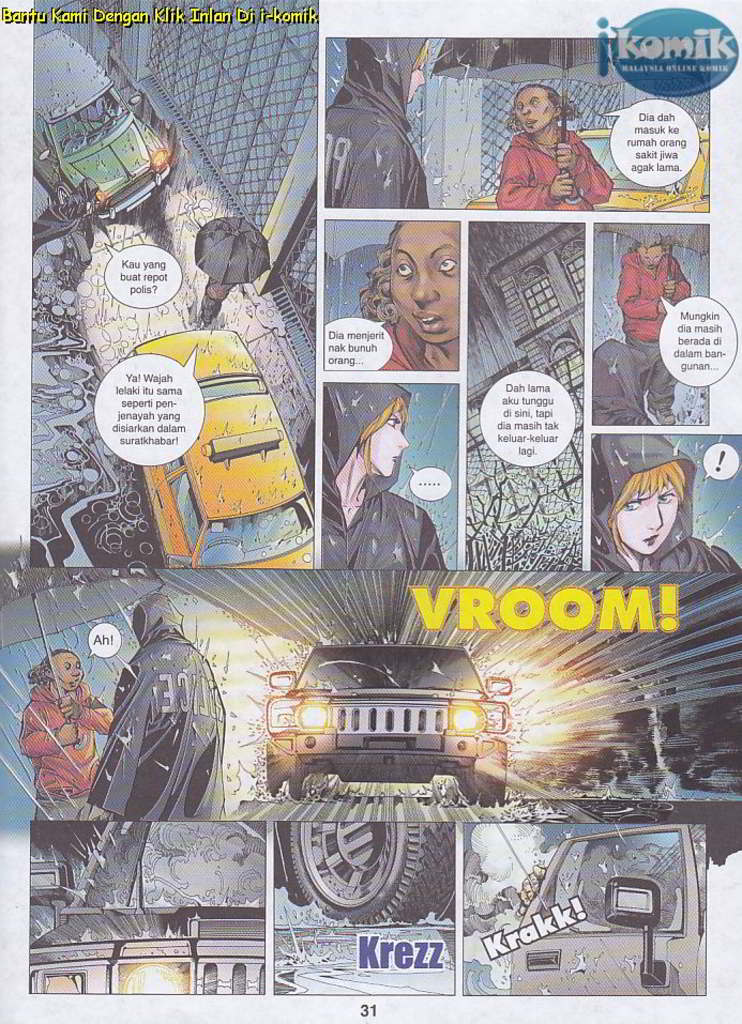 Bantu Kami Dengan Klik Inlan Di i-komik
ikomik
MALAYSIA ONLINE KOMIK
Kau yang
buat repot
polis?
Ya! Wajah
lelaki itu sama
seperti pen-
jenayah yang
disiarkan dalam
suratkhabar!
Dia dah
masuk ke
rumah orang
sakit jiwa
agak lama.
Dia menjerit
nak bunuh
orang...
Dah lama
aku tunggu
di sini, tapi
dia masih tak
keluar-keluar
lagi.
Mungkin
dia masih
berada di
dalam ban-
gunan...
.....
!
Ah!
VROOM!
Krezz
Krakk!
31